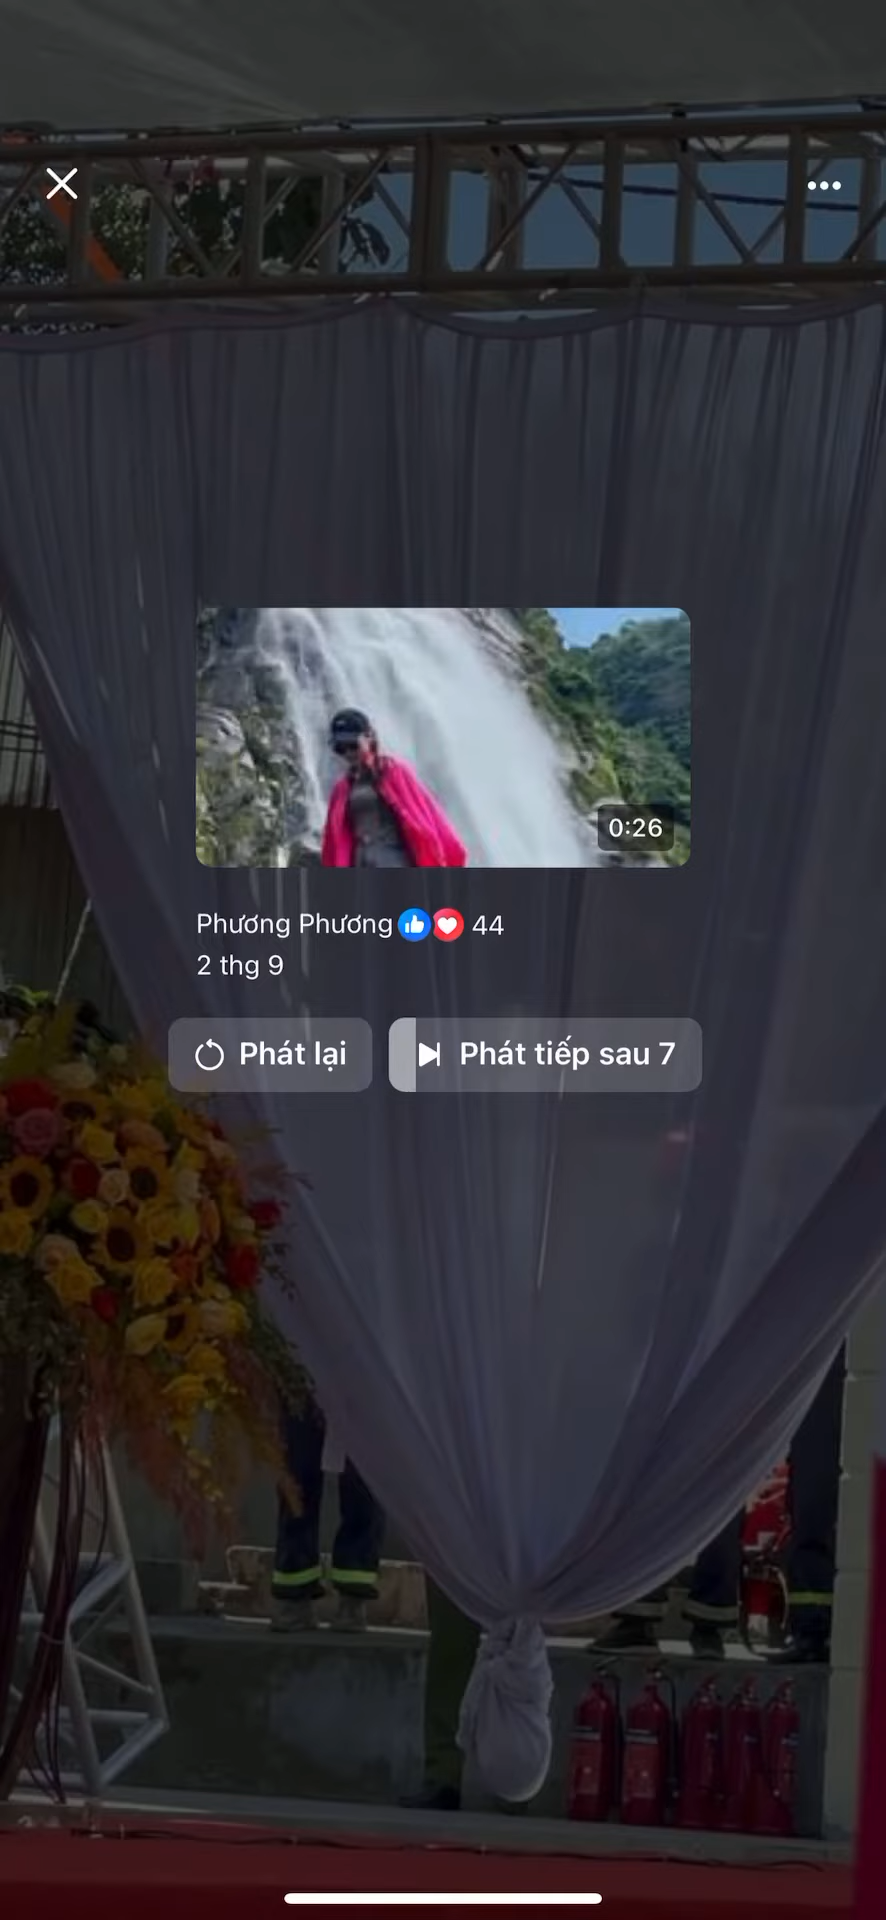 0:26
Phương Phương 44
2 thg 9
Phát lại
Phát tiếp sau 7